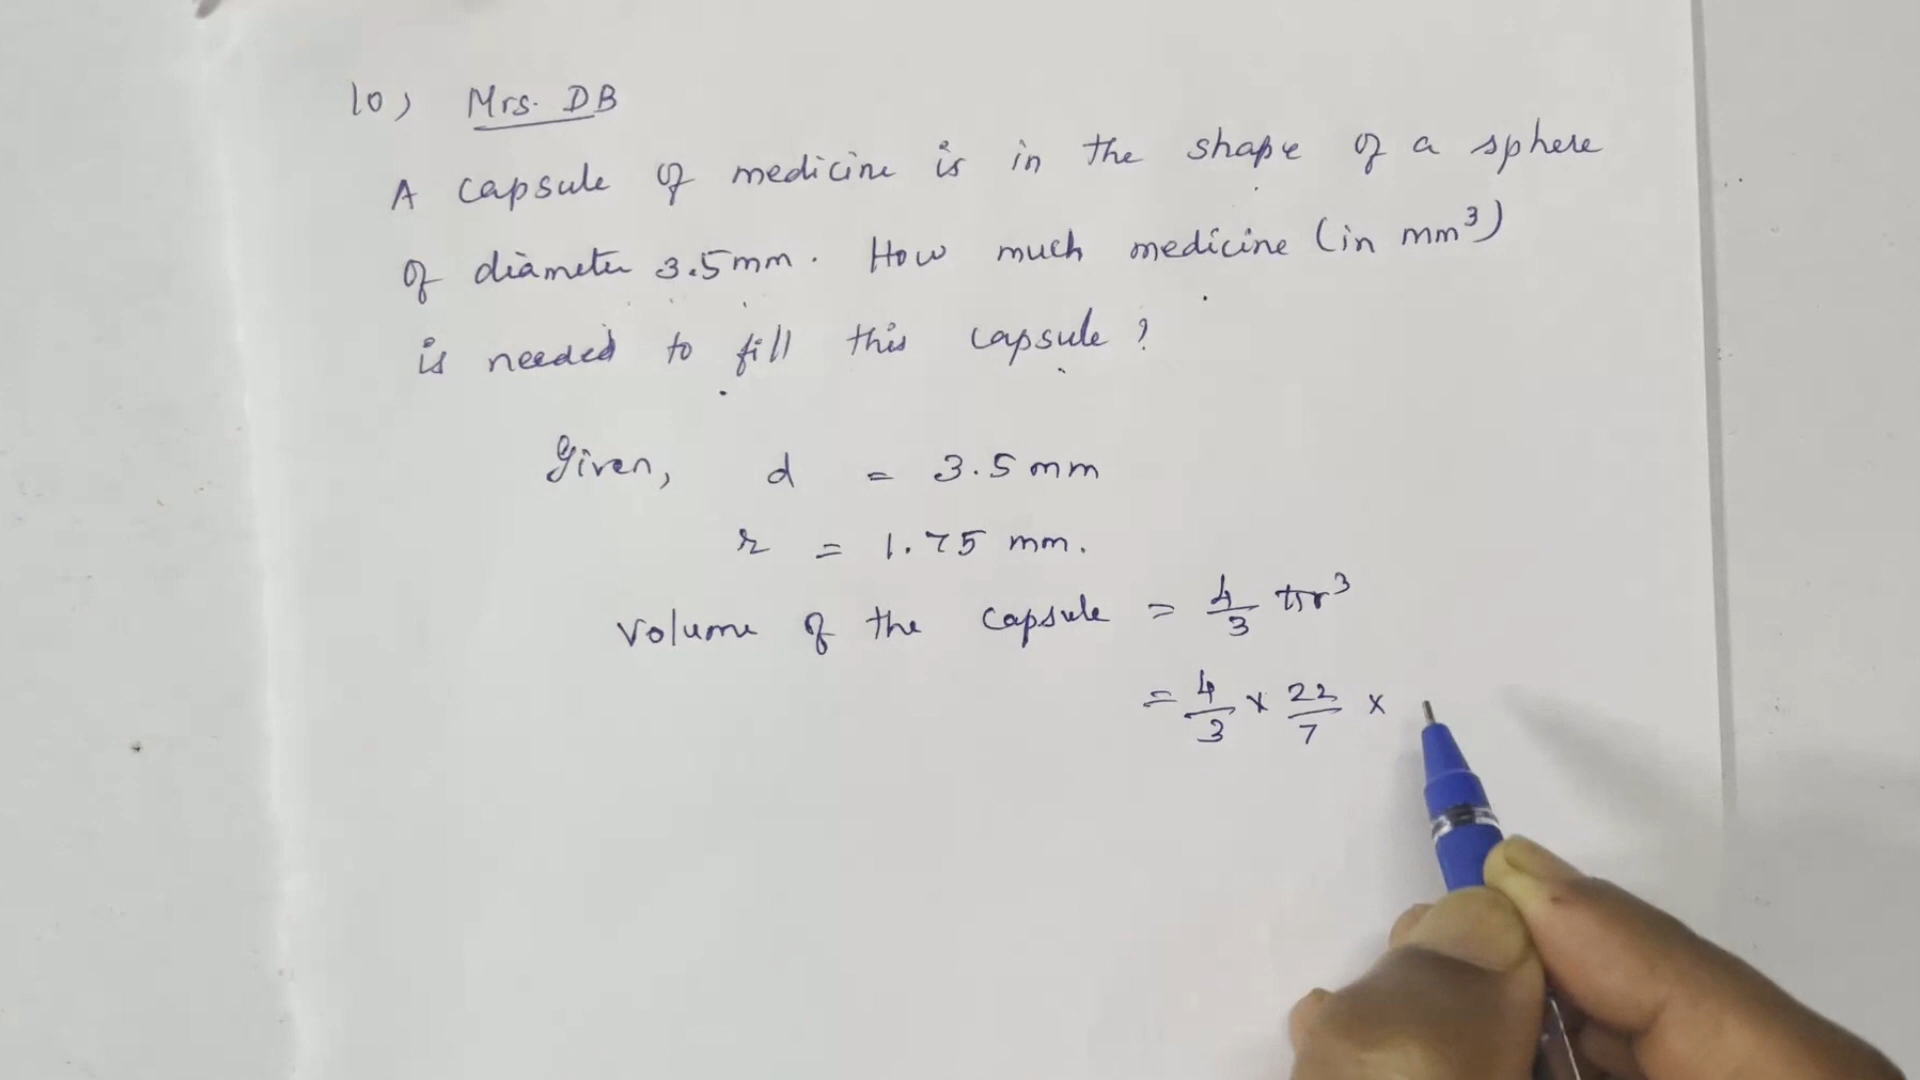 10) Mrs. DB
A capsule of medicine is in the shape of a sphere
of diameter 3.5mm. How much medicine (in mm³)
is needed to fill this capsule?
Given, d = 3.5 mm
r = 1.75 mm.
Volume of the capsule = 4/3 πr³
= 4/3 × 22/7 ×